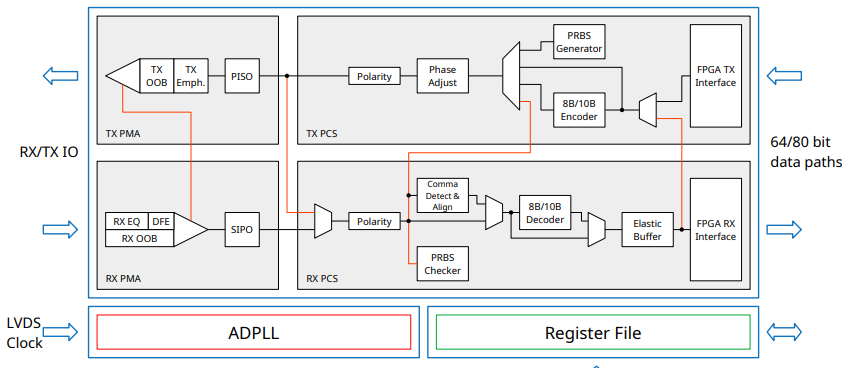 PRBS
Generator
TX
OOB
TX
Emph.
PISO
Polarity
Phase
Adjust
FPGA TX
Interface
8B/10B
Encoder
TX PMA
TX PCS
RX/TX IO
64/80 bit
data paths
Comma
Detect &
Align
8B/10B
Decoder
RX EQ
DFE
RX OOB
SIPO
Polarity
Elastic
Buffer
FPGA RX
Interface
PRBS
Checker
RX PMA
RX PCS
LVDS
Clock
ADPLL
Register File